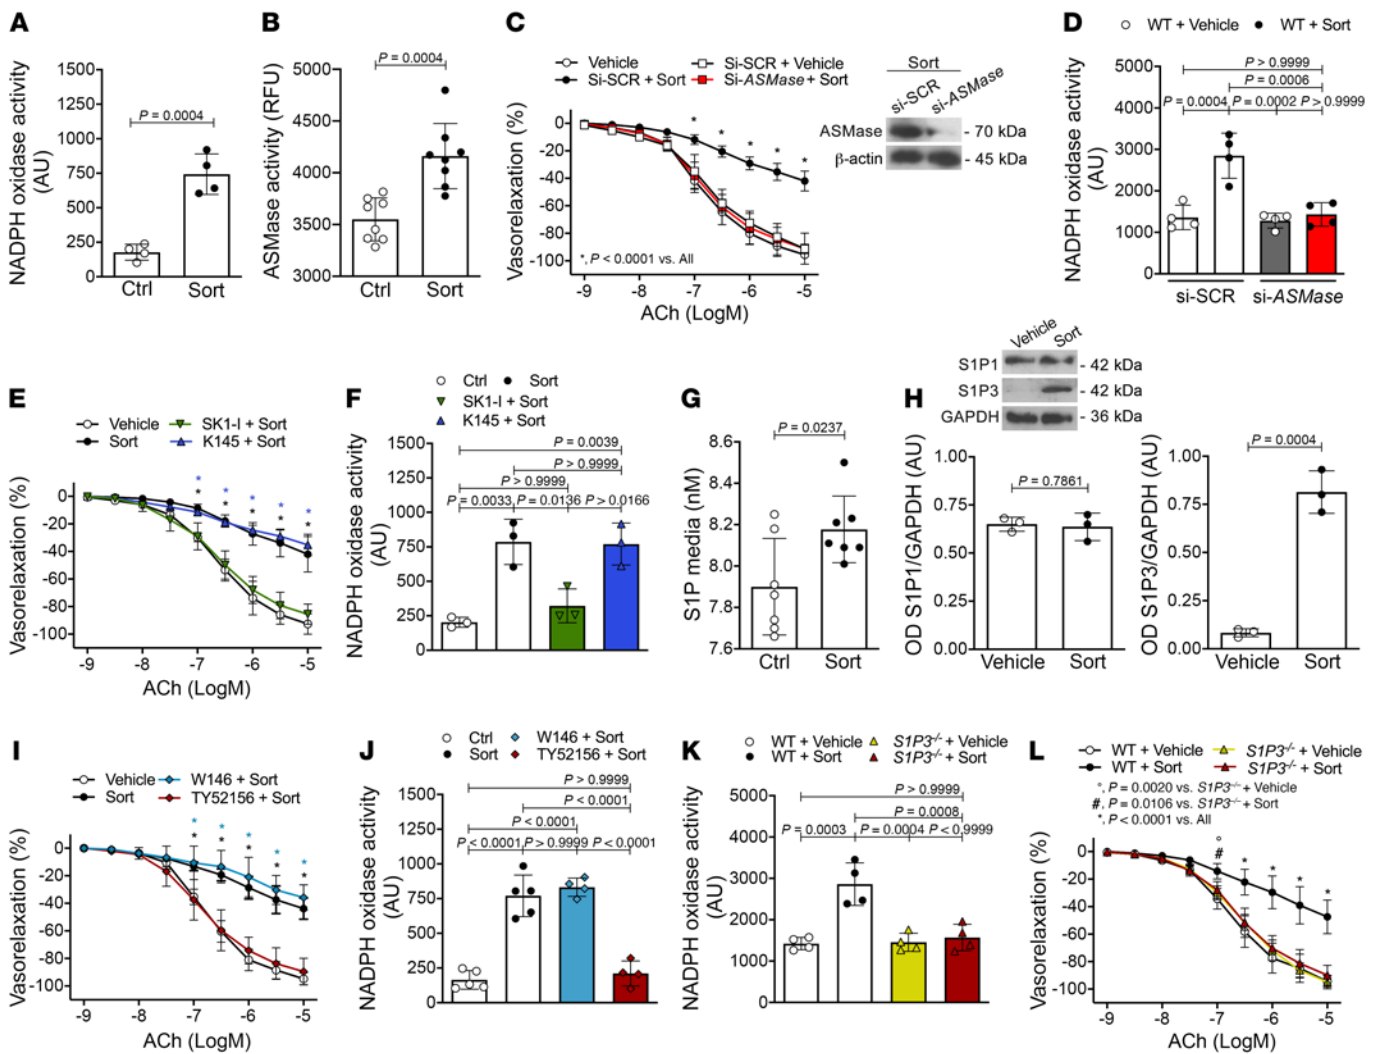 A
NADPH oxidase activity
(AU)
1500
1250
1000
750
500
250
0
P = 0.0004
Ctrl
Sort
B
ASMase activity (RFU)
5000
4500
4000
3500
3000
P = 0.0004
Ctrl
Sort
C
Vehicle
Si-SCR + Vehicle
Si-SCR + Sort
Si-ASMase + Sort
Vasorelaxation (%)
0
-20
-40
-60
-80
-100
* * * * *
*, P < 0.0001 vs. All
-9 -8 -7 -6 -5
ACh (LogM)
Sort
si-SCR
si-ASMase
ASMase
- 70 kDa
β-actin
- 45 kDa
D
WT + Vehicle
WT + Sort
NADPH oxidase activity
(AU)
5000
4000
3000
2000
1000
0
P > 0.9999
P = 0.0006
P = 0.0004 P = 0.0002 P > 0.9999
si-SCR
si-ASMase
E
Vehicle
SK1-I + Sort
Sort
K145 + Sort
Vasorelaxation (%)
0
-20
-40
-60
-80
-100
* * * * *
* * * * *
-9 -8 -7 -6 -5
ACh (LogM)
F
Ctrl
Sort
SK1-I + Sort
K145 + Sort
NADPH oxidase activity
(AU)
1500
1250
1000
750
500
250
0
P = 0.0039
P > 0.9999
P > 0.9999
P = 0.0033 P = 0.0136 P > 0.0166
G
S1P media (nM)
8.6
8.4
8.2
8.0
7.8
7.6
P = 0.0237
Ctrl
Sort
H
Vehicle
Sort
S1P1
- 42 kDa
S1P3
- 42 kDa
GAPDH
- 36 kDa
OD S1P1/GAPDH (AU)
1.00
0.75
0.50
0.25
0.00
P = 0.7861
Vehicle
Sort
OD S1P3/GAPDH (AU)
1.00
0.75
0.50
0.25
0.00
P = 0.0004
Vehicle
Sort
I
Vehicle
W146 + Sort
Sort
TY52156 + Sort
Vasorelaxation (%)
0
-20
-40
-60
-80
-100
* * * * *
* * * * *
-9 -8 -7 -6 -5
ACh (LogM)
J
Ctrl
W146 + Sort
Sort
TY52156 + Sort
NADPH oxidase activity
(AU)
1500
1250
1000
750
500
250
0
P > 0.9999
P < 0.0001
P < 0.0001
P < 0.0001 P > 0.9999 P < 0.0001
K
WT + Vehicle
S1P3-/- + Vehicle
WT + Sort
S1P3-/- + Sort
NADPH oxidase activity
(AU)
5000
4000
3000
2000
1000
0
P > 0.9999
P = 0.0008
P = 0.0003 P = 0.0004 P < 0.9999
L
WT + Vehicle
S1P3-/- + Vehicle
WT + Sort
S1P3-/- + Sort
°, P = 0.0020 vs. S1P3-/- + Vehicle
#, P = 0.0106 vs. S1P3-/- + Sort
*, P < 0.0001 vs. All
Vasorelaxation (%)
0
-20
-40
-60
-80
-100
°
# * * * *
-9 -8 -7 -6 -5
ACh (LogM)